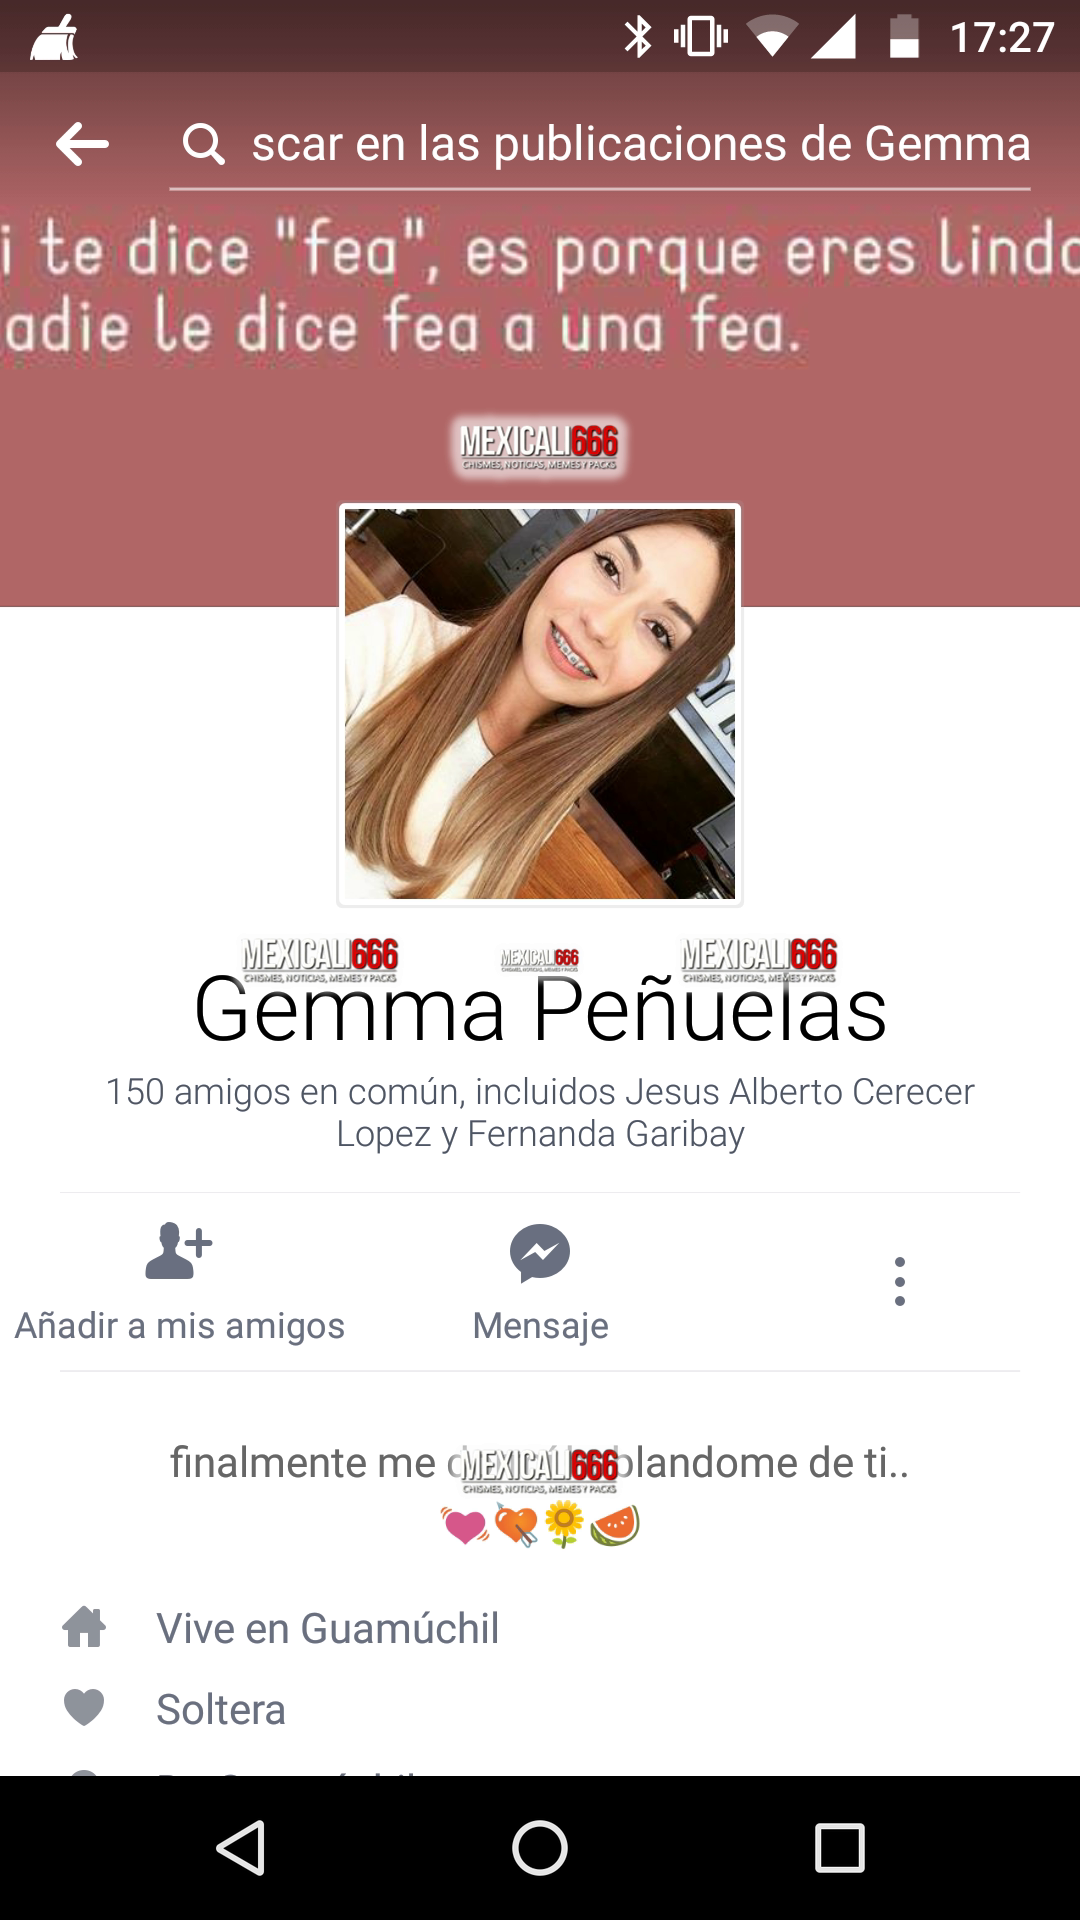 17:27
scar en las publicaciones de Gemma
i te dice "fea", es porque eres linda
adie le dice fea a una fea.
MEXICALI666
CHISMES, NOTICIAS, MEMES Y PACKS
MEXICALI666 MEXICALI666 MEXICALI666
CHISMES, NOTICIAS, MEMES Y PACKS CHISMES, NOTICIAS, MEMES Y PACKS CHISMES, NOTICIAS, MEMES Y PACKS
Gemma Peñuelas
150 amigos en común, incluidos Jesus Alberto Cerecer
Lopez y Fernanda Garibay
Añadir a mis amigos
Mensaje
finalmente me blandome de ti..
MEXICALI666
CHISMES, NOTICIAS, MEMES Y PACKS
💓💘🌻🍉
Vive en Guamúchil
Soltera